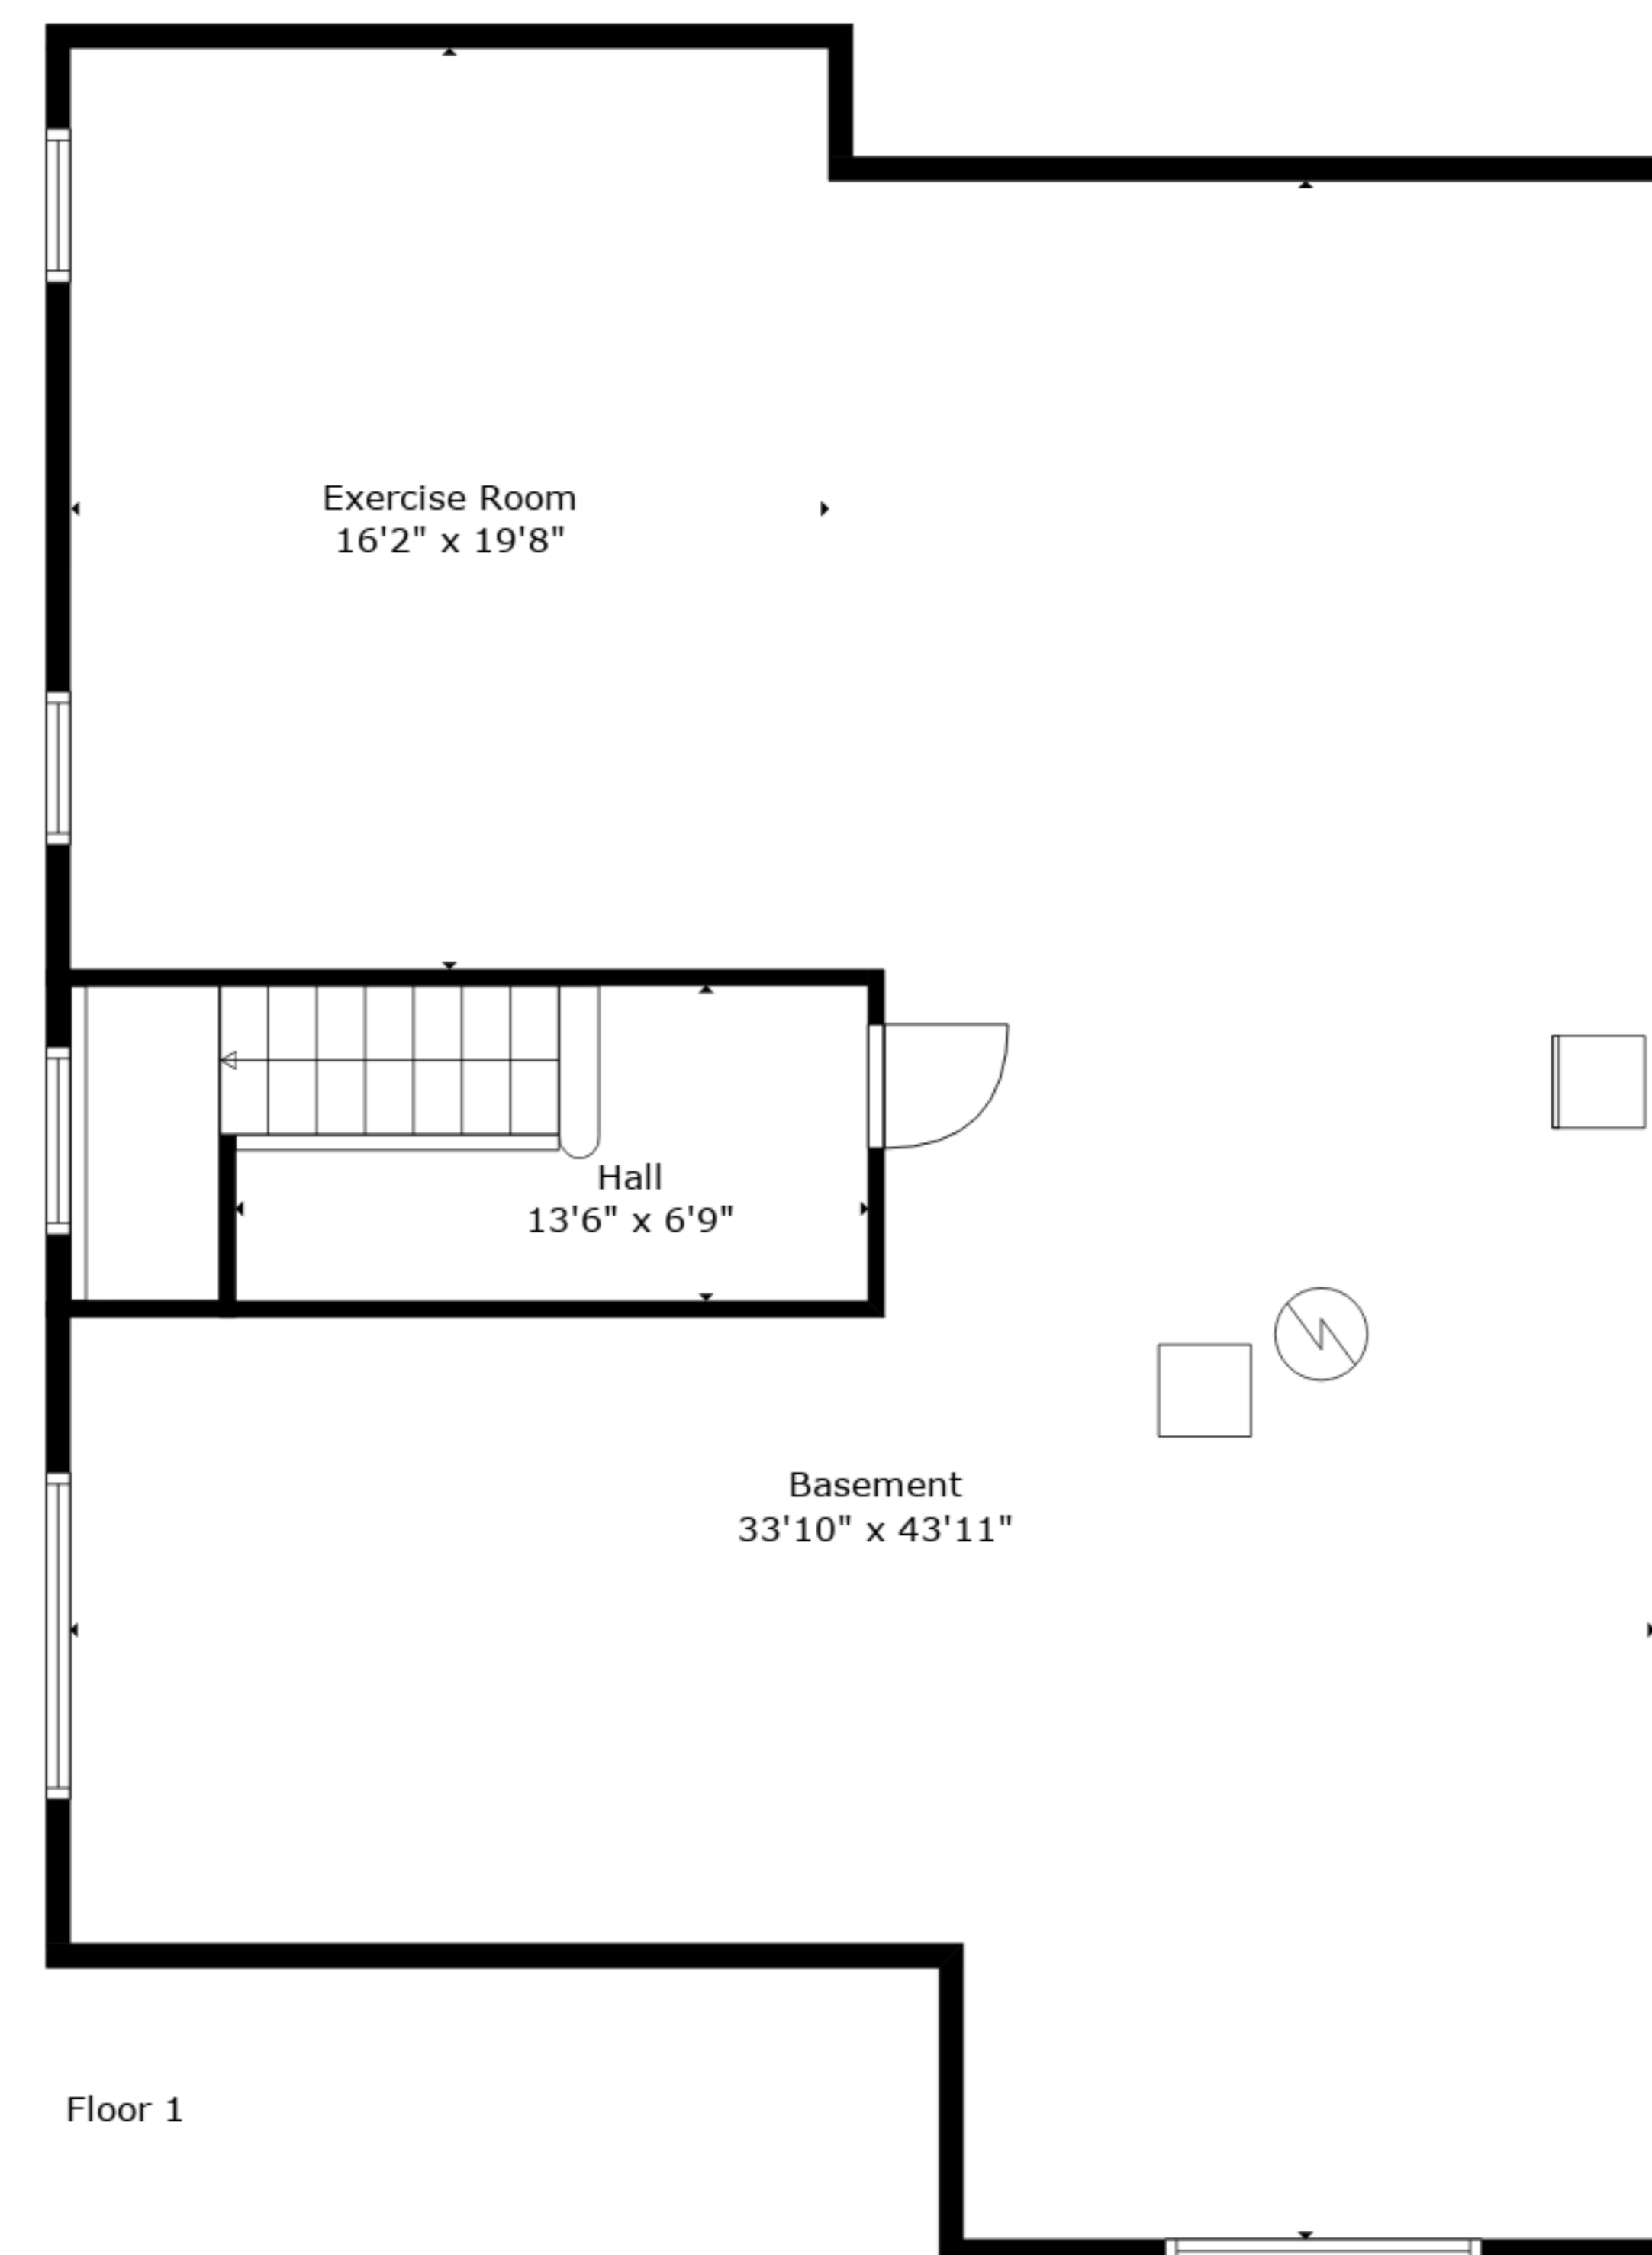 Exercise Room
16'2" x 19'8"
Hall
13'6" x 6'9"
Basement
33'10" x 43'11"
Floor 1